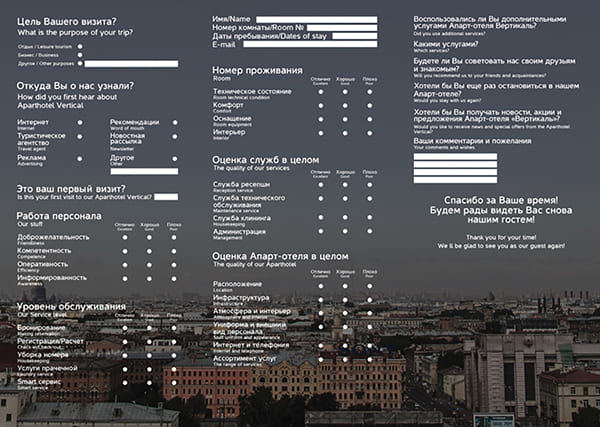 Цель Вашего визита?
What is the purpose of your trip?
Отдых / Leisure tourism
Бизнес / Business
Другое / Other purposes
Откуда Вы о нас узнали?
How did you first hear about
Aparthotel Vertical
Интернет
Internet
Туристическое
агентство
Travel agent
Реклама
Advertising
Рекомендации
Word of mouth
Новостная
рассылка
Newsletter
Другое
Other
Это ваш первый визит?
Is this your first visit to our Aparthotel Vertical?
Работа персонала
Our stuff
Отлично Хорошо Плохо
Excellent Good Poor
Доброжелательность
Friendliness
Компетентность
Competence
Оперативность
Efficiency
Информированность
Awareness
Уровень обслуживания
Our Service level
Отлично Хорошо Плохо
Excellent Good Poor
Бронирование
Making reservation
Регистрация/Расчет
Check in/Check out
Уборка номера
Housekeeping
Услуги прачечной
Laundry service
Smart сервис
Smart service
Имя/Name
Номер комнаты/Room №
Даты пребывания/Dates of stay
E-mail
Номер проживания
Room
Отлично Хорошо Плохо
Excellent Good Poor
Техническое состояние
Room technical condition
Комфорт
Comfort
Оснащение
Room equipment
Интерьер
Interior
Оценка служб в целом
The quality of our services
Отлично Хорошо Плохо
Excellent Good Poor
Служба ресепшн
Reception service
Служба технического
обслуживания
Maintenance service
Служба клининга
Housekeeping
Администрация
Management
Оценка Апарт-отеля в целом
The quality of our Aparthotel
Отлично Хорошо Плохо
Excellent Good Poor
Расположение
Location
Инфраструктура
Infrastructure
Атмосфера и интерьер
Atmosphere and interior
Униформа и внешний
вид персонала
Staff uniform and appearance
Интернет и телефония
Internet and telephone
Ассортимент услуг
The range of services
Воспользовались ли Вы дополнительными
услугами Апарт-отеля Вертикаль?
Did you use additional services?
Какими услугами?
Which services?
Будете ли Вы советовать нас своим друзьям
и знакомым?
Will you recommend us to your friends and acquaintances?
Хотели бы Вы еще раз остановиться в нашем
Апарт-отеле?
Would you stay with us again?
Хотели бы Вы получать новости, акции и
предложения Апарт-отеля «Вертикаль»?
Would you like to receive news and special offers from the Aparthotel
Vertical?
Ваши комментарии и пожелания
Your comments and wishes
Спасибо за Ваше время!
Будем рады видеть Вас снова
нашим гостем!
Thank you for your time!
We ll be glad to see you as our guest again!